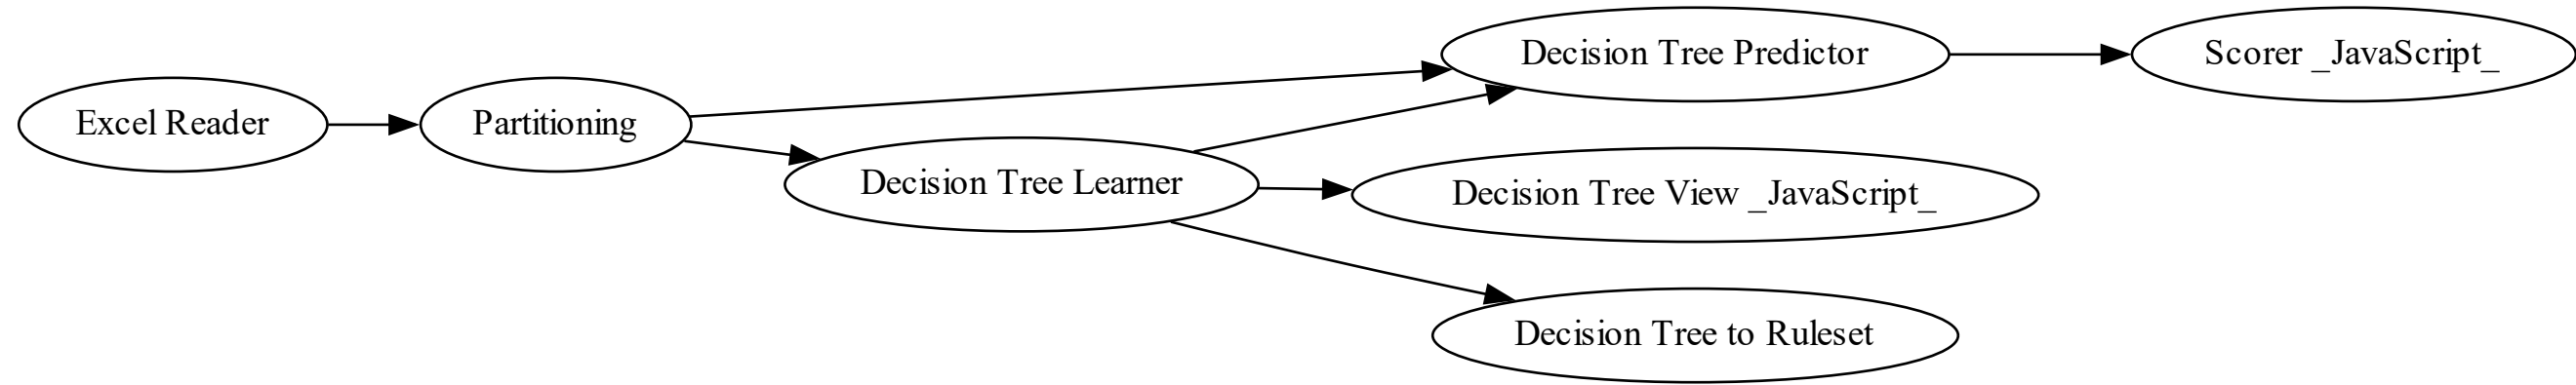 Excel Reader
Partitioning
Decision Tree Learner
Decision Tree Predictor
Decision Tree View _JavaScript_
Decision Tree to Ruleset
Scorer _JavaScript_